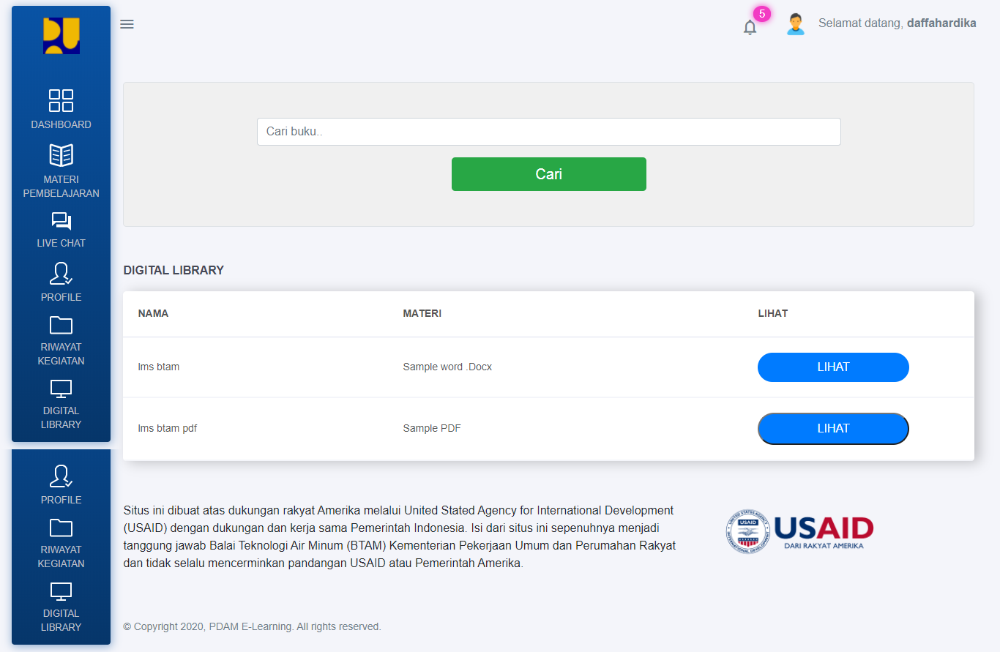 5
Selamat datang, daffahardika
DASHBOARD
MATERI
PEMBELAJARAN
LIVE CHAT
PROFILE
RIWAYAT
KEGIATAN
DIGITAL
LIBRARY
PROFILE
RIWAYAT
KEGIATAN
DIGITAL
LIBRARY
Cari buku..
Cari
DIGITAL LIBRARY
NAMA MATERI LIHAT
lms btam Sample word .Docx LIHAT
lms btam pdf Sample PDF LIHAT
Situs ini dibuat atas dukungan rakyat Amerika melalui United Stated Agency for International Development
(USAID) dengan dukungan dan kerja sama Pemerintah Indonesia. Isi dari situs ini sepenuhnya menjadi
tanggung jawab Balai Teknologi Air Minum (BTAM) Kementerian Pekerjaan Umum dan Perumahan Rakyat
dan tidak selalu mencerminkan pandangan USAID atau Pemerintah Amerika.
UNITED STATES AGENCY
USAID
INTERNATIONAL DEVELOPMENT
USAID
DARI RAKYAT AMERIKA
© Copyright 2020, PDAM E-Learning. All rights reserved.